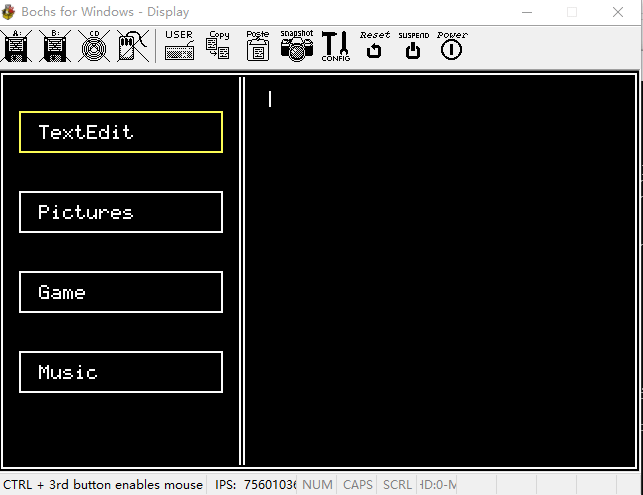 Bochs for Windows - Display
A: B: CD USER Copy Paste snapshot CONFIG Reset SUSPEND Power
TextEdit
Pictures
Game
Music
CTRL + 3rd button enables mouse IPS: 7560103 NUM CAPS SCRL HD:0-M